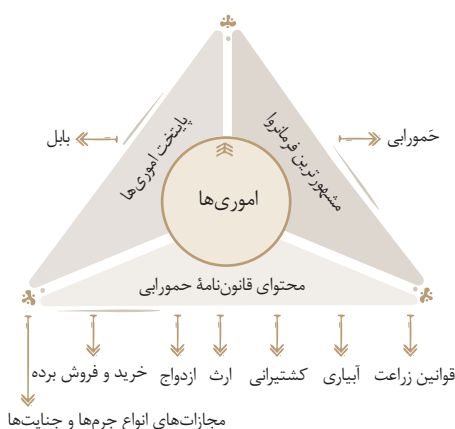 مشهورترین فرمانروا
حَمورابی
پایتخت اموری‌ها
بابل
اموری‌ها
محتوای قانون‌نامهٔ حمورابی
قوانین زراعت
آبیاری
کشتیرانی
ارث
ازدواج
خرید و فروش برده
مجازات‌های انواع جرم‌ها و جنایت‌ها